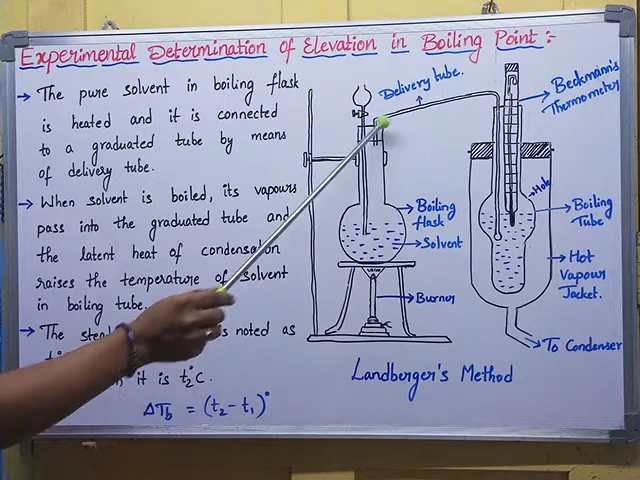 Experimental Determination of Elevation in Boiling Point :-
→ The pure solvent in boiling flask
is heated and it is connected
to a graduated tube by means
of delivery tube.
→ When solvent is boiled, its vapours
pass into the graduated tube and
the latent heat of condensation
raises the temperature of solvent
in boiling tube.
→ The is noted as
it is t₂°C.
ΔTb = (t₂ - t₁)°
Delivery tube.
Beckmann's
Thermometer
Hole
Boiling
flask
Solvent
Burner
Boiling
Tube
Hot
Vapour
Jacket.
To Condenser
Landberger's Method